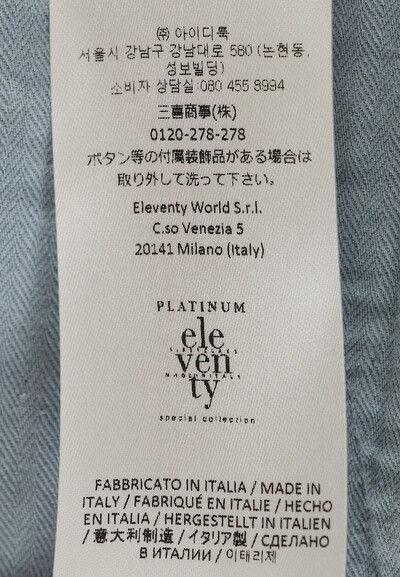 ㈜ 아이디룩
서울시 강남구 강남대로 580 (논현동,
성보빌딩)
소비자 상담실:080 455 8994
三喜商事(株)
0120-278-278
ボタン等の付属装飾品がある場合は
取り外して洗って下さい。
Eleventy World S.r.l.
C.so Venezia 5
20141 Milano (Italy)
PLATINUM
ele
ven
MADE IN ITALY
ty
special collection
FABBRICATO IN ITALIA / MADE IN
ITALY / FABRIQUÉ EN ITALIE / HECHO
EN ITALIA / HERGESTELLT IN ITALIEN
/ 意大利制造 / イタリア製 / СДЕЛАНО
В ИТАЛИИ / 이태리제